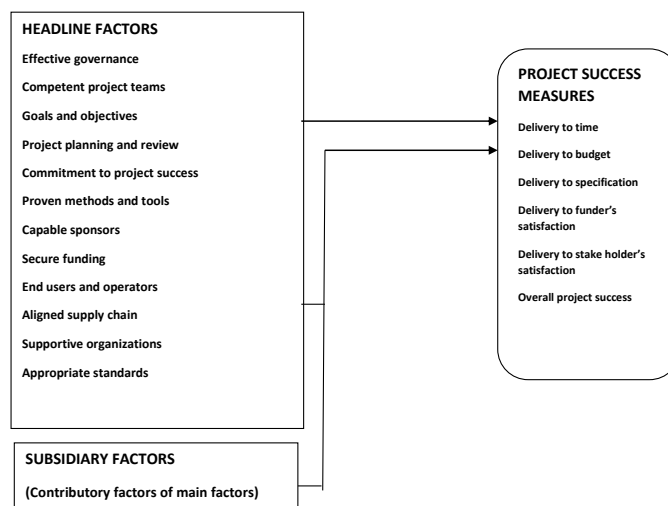 HEADLINE FACTORS
Effective governance
Competent project teams
Goals and objectives
Project planning and review
Commitment to project success
Proven methods and tools
Capable sponsors
Secure funding
End users and operators
Aligned supply chain
Supportive organizations
Appropriate standards
SUBSIDIARY FACTORS
(Contributory factors of main factors)
PROJECT SUCCESS
MEASURES
Delivery to time
Delivery to budget
Delivery to specification
Delivery to funder’s
satisfaction
Delivery to stake holder’s
satisfaction
Overall project success